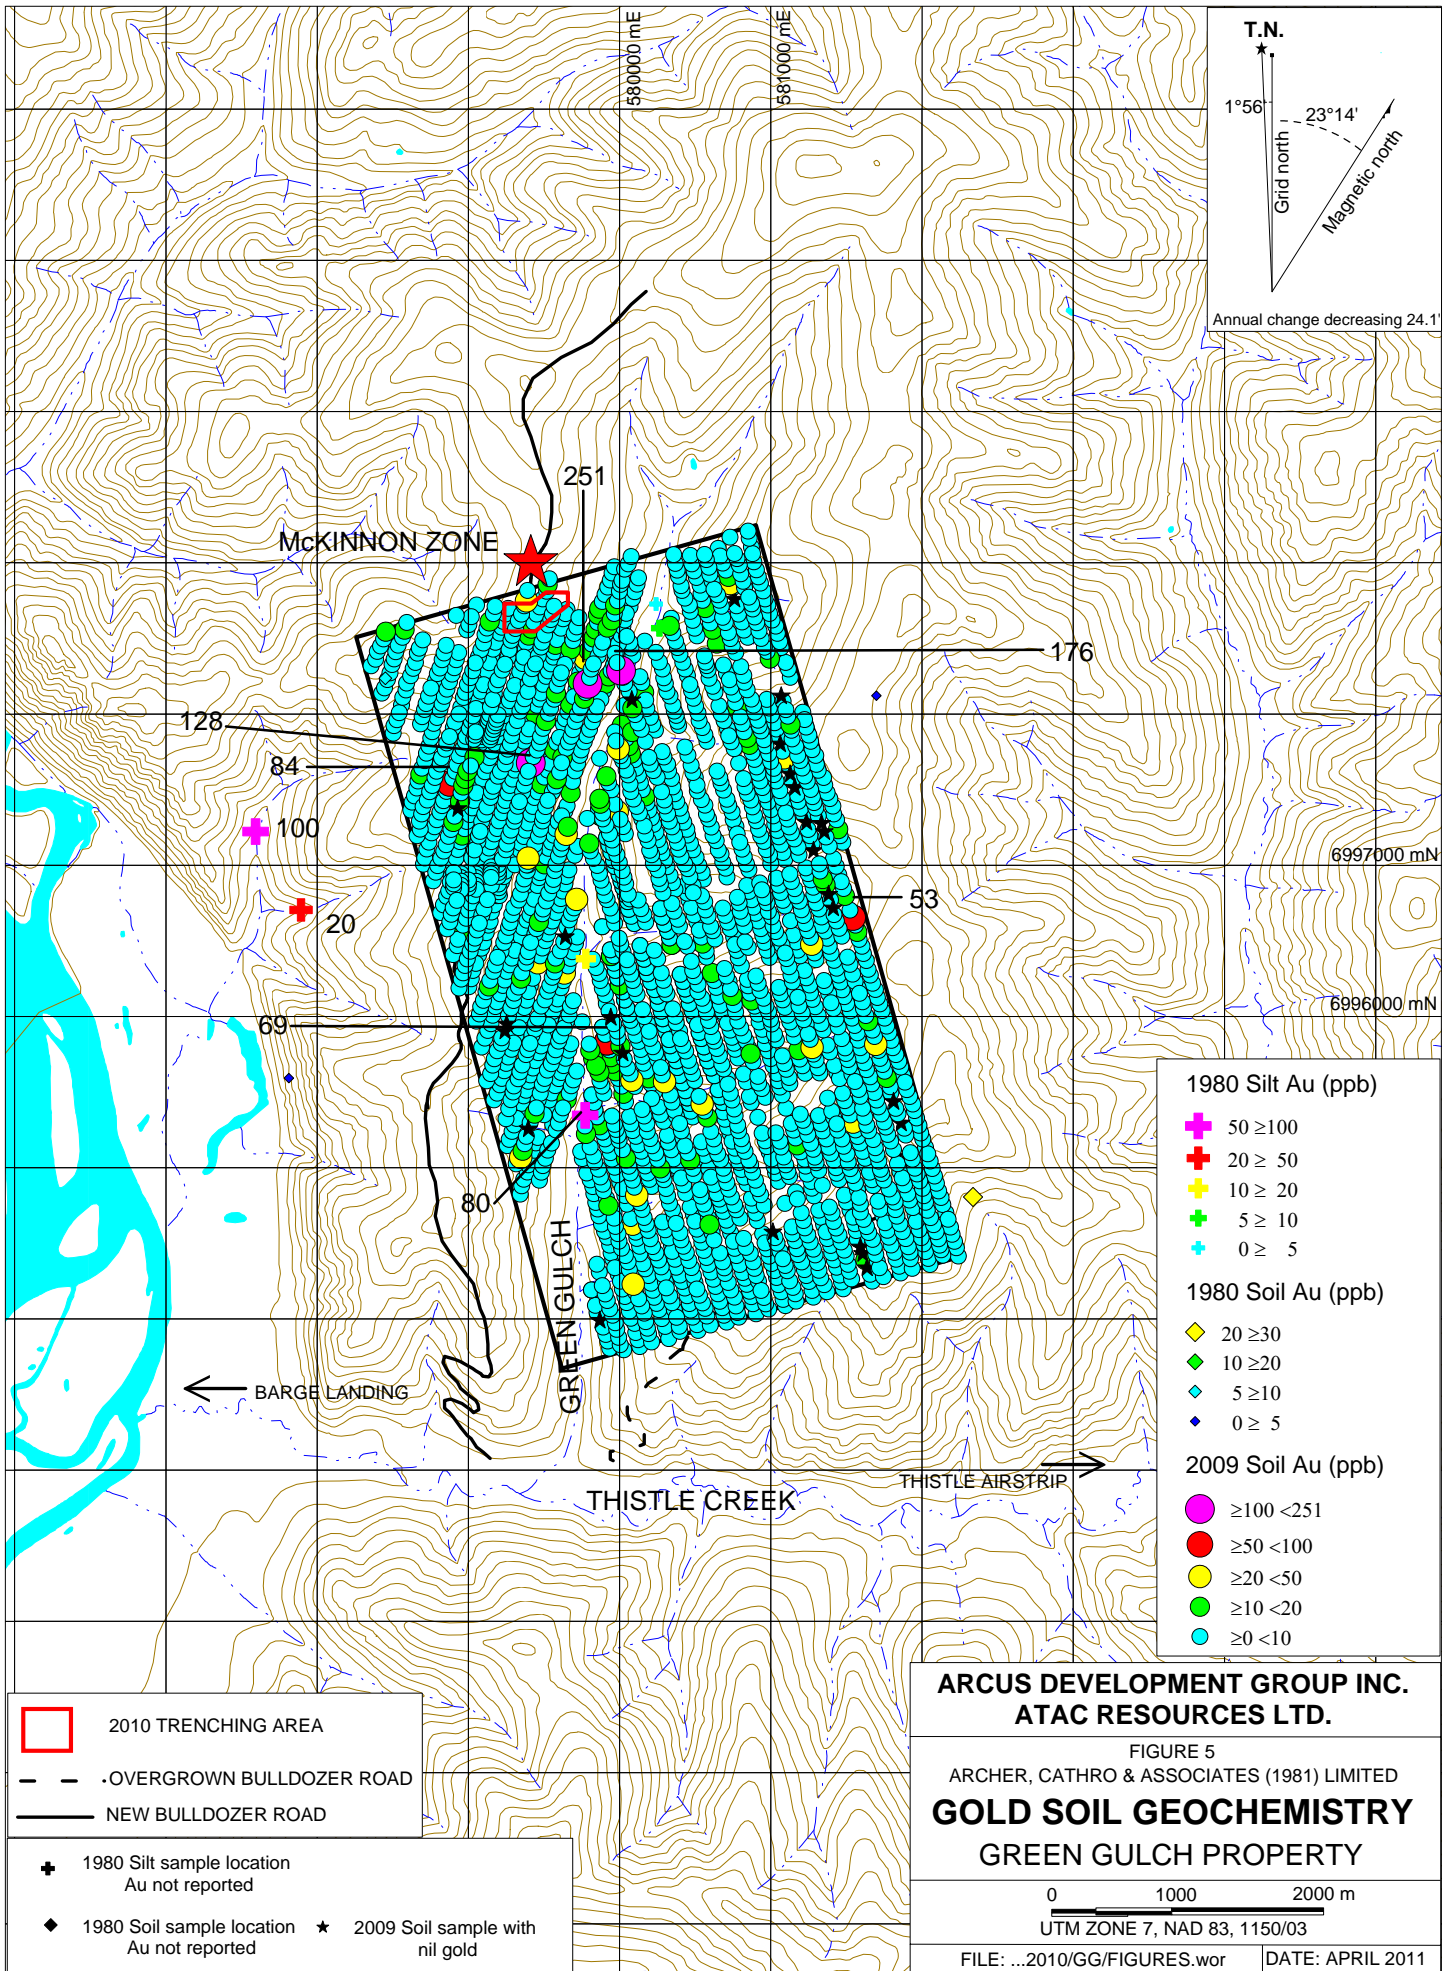 580000 mE
581000 mE
T.N.
1°56'
23°14'
Grid north
Magnetic north
Annual change decreasing 24.1'
251
McKINNON ZONE
176
128
84
100
6997000 mN
53
20
6996000 mN
69
80
GREEN GULCH
BARGE LANDING
THISTLE AIRSTRIP
THISTLE CREEK
1980 Silt Au (ppb)
50 ≥100
20 ≥ 50
10 ≥ 20
5 ≥ 10
0 ≥ 5
1980 Soil Au (ppb)
20 ≥30
10 ≥20
5 ≥10
0 ≥ 5
2009 Soil Au (ppb)
≥100 <251
≥50 <100
≥20 <50
≥10 <20
≥0 <10
2010 TRENCHING AREA
OVERGROWN BULLDOZER ROAD
NEW BULLDOZER ROAD
1980 Silt sample location
Au not reported
1980 Soil sample location
Au not reported
2009 Soil sample with
nil gold
ARCUS DEVELOPMENT GROUP INC.
ATAC RESOURCES LTD.
FIGURE 5
ARCHER, CATHRO & ASSOCIATES (1981) LIMITED
GOLD SOIL GEOCHEMISTRY
GREEN GULCH PROPERTY
0 1000 2000 m
UTM ZONE 7, NAD 83, 1150/03
FILE: ...2010/GG/FIGURES.wor
DATE: APRIL 2011